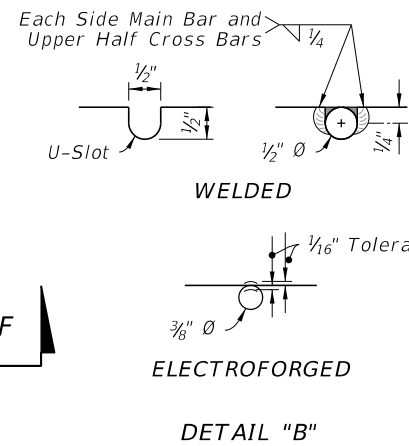 Each Side Main Bar and
Upper Half Cross Bars
1/4
1/2"
1/2"
U-Slot
1/2" Ø
1/4"
WELDED
1/16" Tolera
3/8" Ø
F
ELECTROFORGED
DETAIL "B"